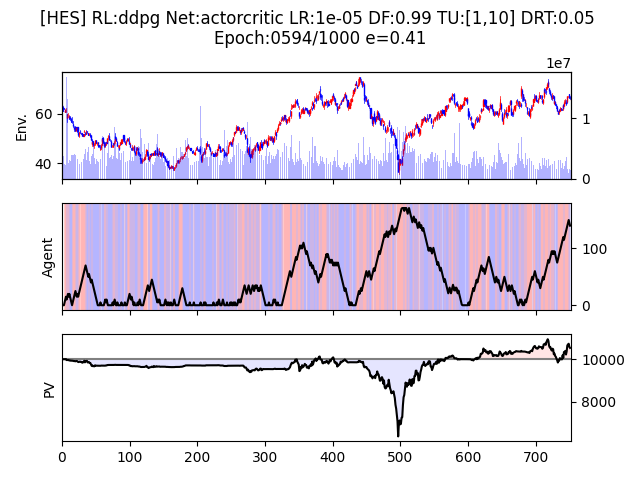 [HES] RL:ddpg Net:actorcritic LR:1e-05 DF:0.99 TU:[1,10] DRT:0.05
Epoch:0594/1000 e=0.41
1e7
Env.
60
40
1
0
Agent
100
0
PV
10000
8000
0 100 200 300 400 500 600 700